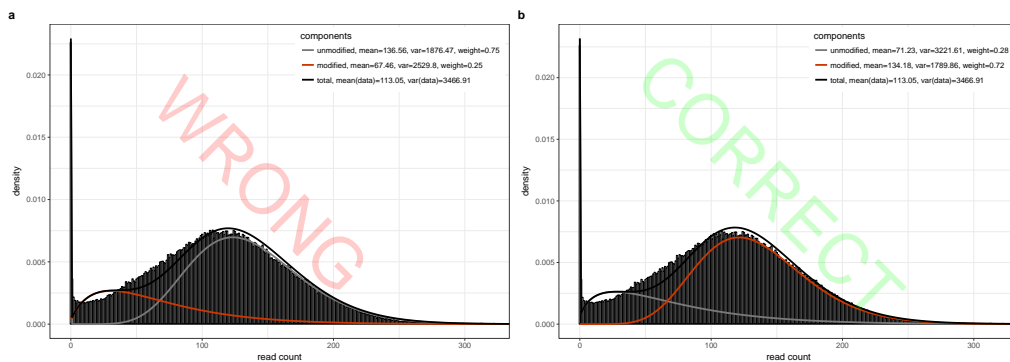 a
components
unmodified, mean=136.56, var=1876.47, weight=0.75
modified, mean=67.46, var=2529.8, weight=0.25
total, mean(data)=113.05, var(data)=3466.91
WRONG
density
0.020
0.015
0.010
0.005
0.000
0
100
200
300
read count
b
components
unmodified, mean=71.23, var=3221.61, weight=0.28
modified, mean=134.18, var=1789.86, weight=0.72
total, mean(data)=113.05, var(data)=3466.91
CORRECT
density
0.020
0.015
0.010
0.005
0.000
0
100
200
300
read count